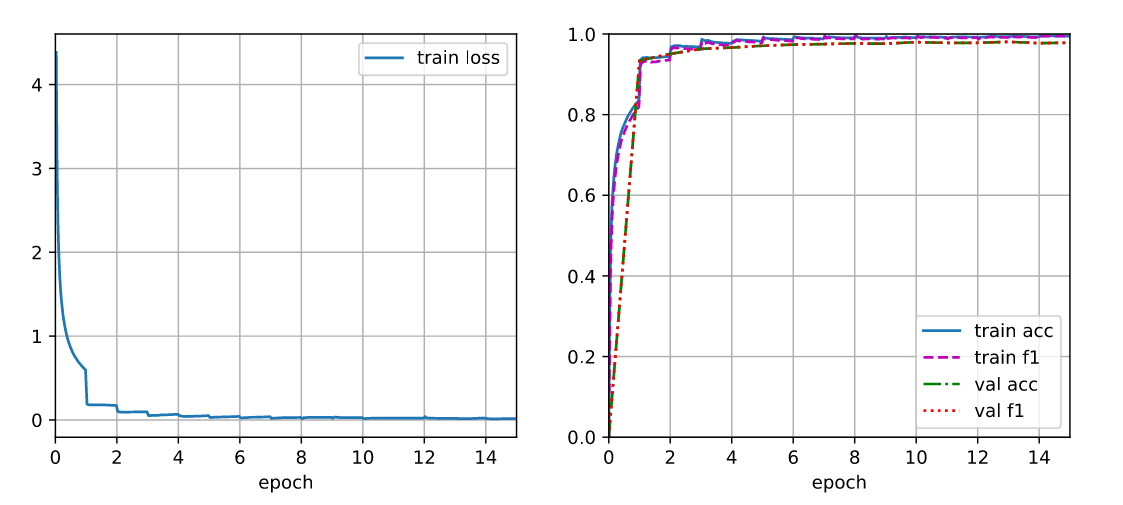 train loss
4
3
2
1
0
0 2 4 6 8 10 12 14
epoch
1.0
0.8
0.6
0.4
0.2
0.0
train acc
train f1
val acc
val f1
0 2 4 6 8 10 12 14
epoch